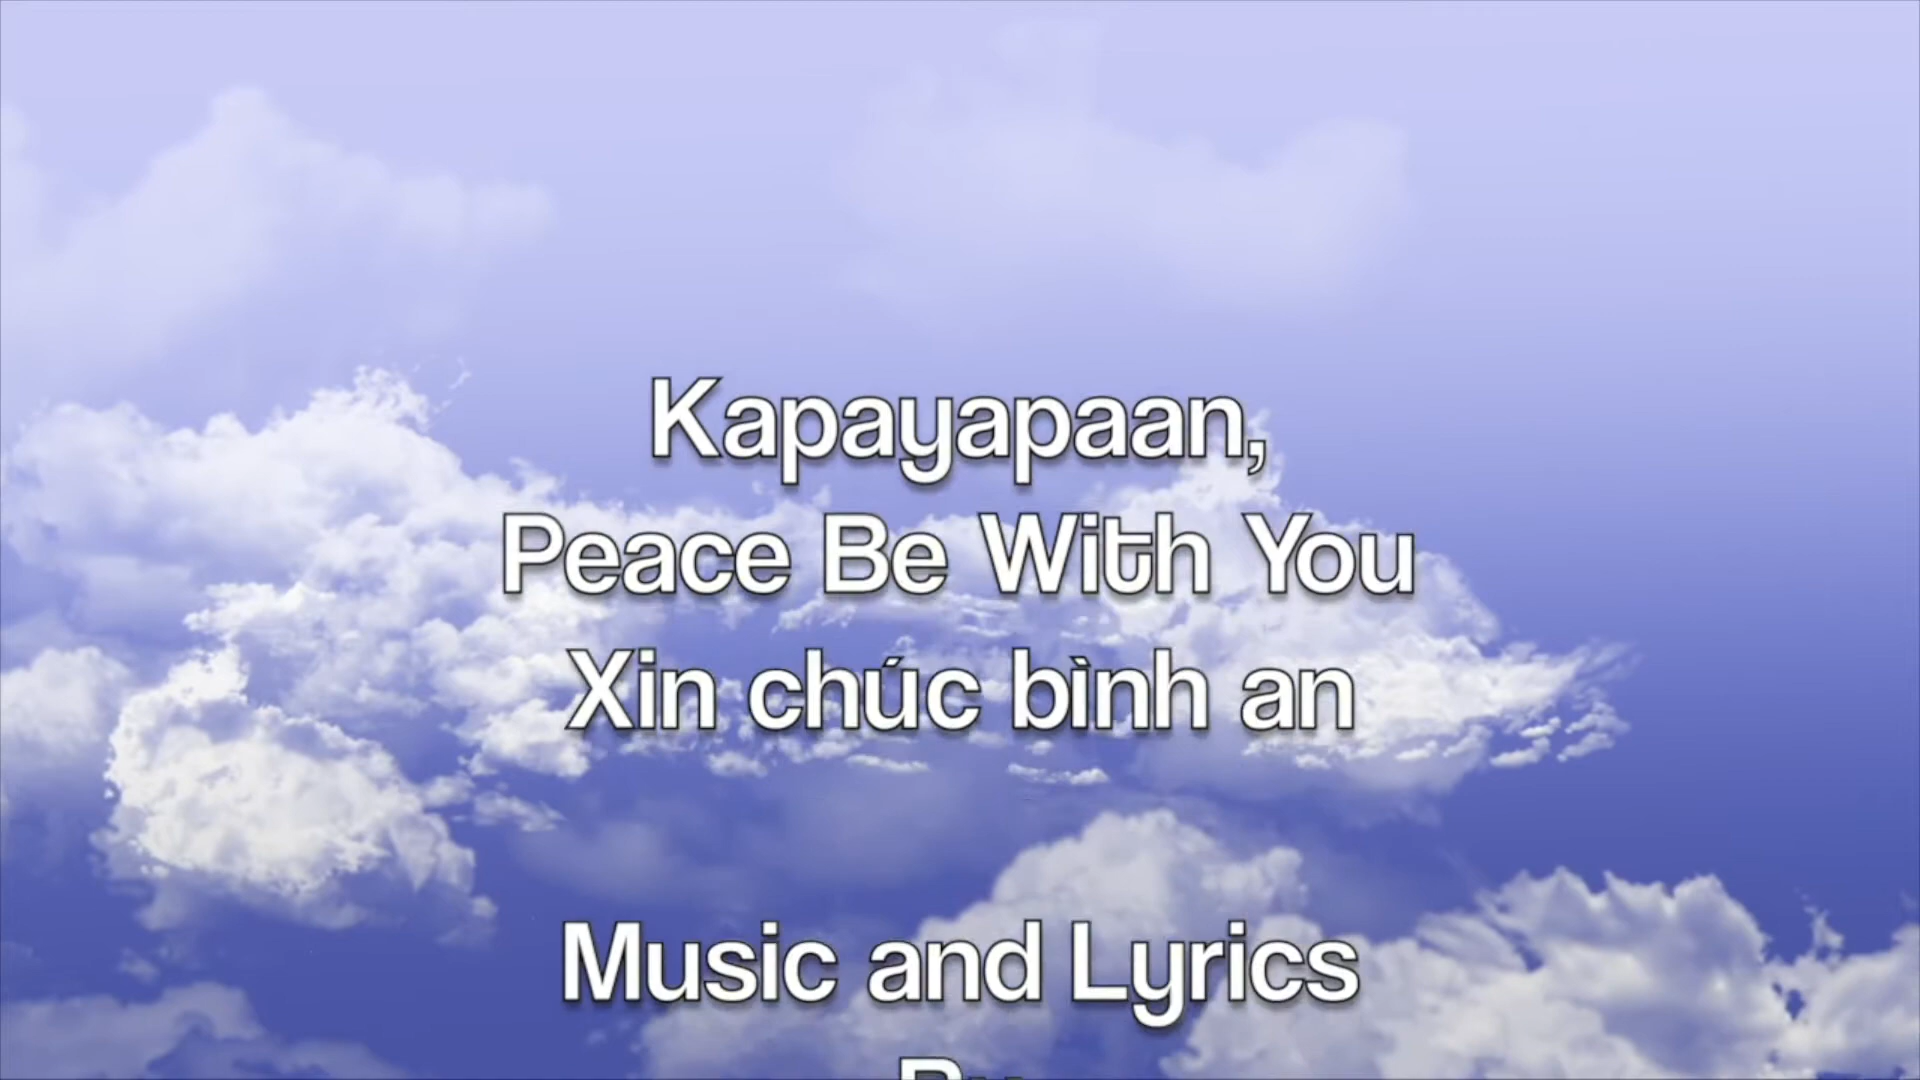 Kapayapaan,
Peace Be With You
Xin chúc bình an
Music and Lyrics